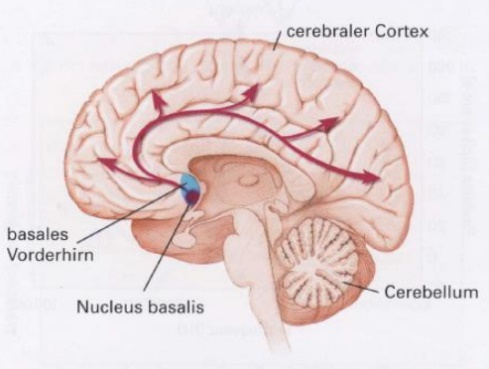 cerebraler Cortex
basales
Vorderhirn
Nucleus basalis
Cerebellum